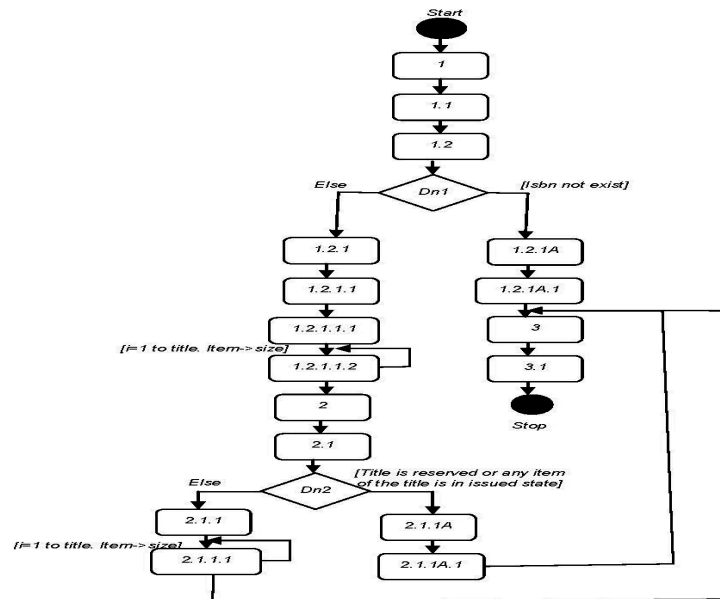 Start
1
1.1
1.2
Dn1
Else
[Isbn not exist]
1.2.1
1.2.1A
1.2.1.1
1.2.1A.1
1.2.1.1.1
3
[i=1 to title. Item->size]
1.2.1.1.2
3.1
2
Stop
2.1
Dn2
Else
[Title is reserved or any item
of the title is in issued state]
2.1.1
2.1.1A
[i=1 to title. Item->size]
2.1.1.1
2.1.1A.1